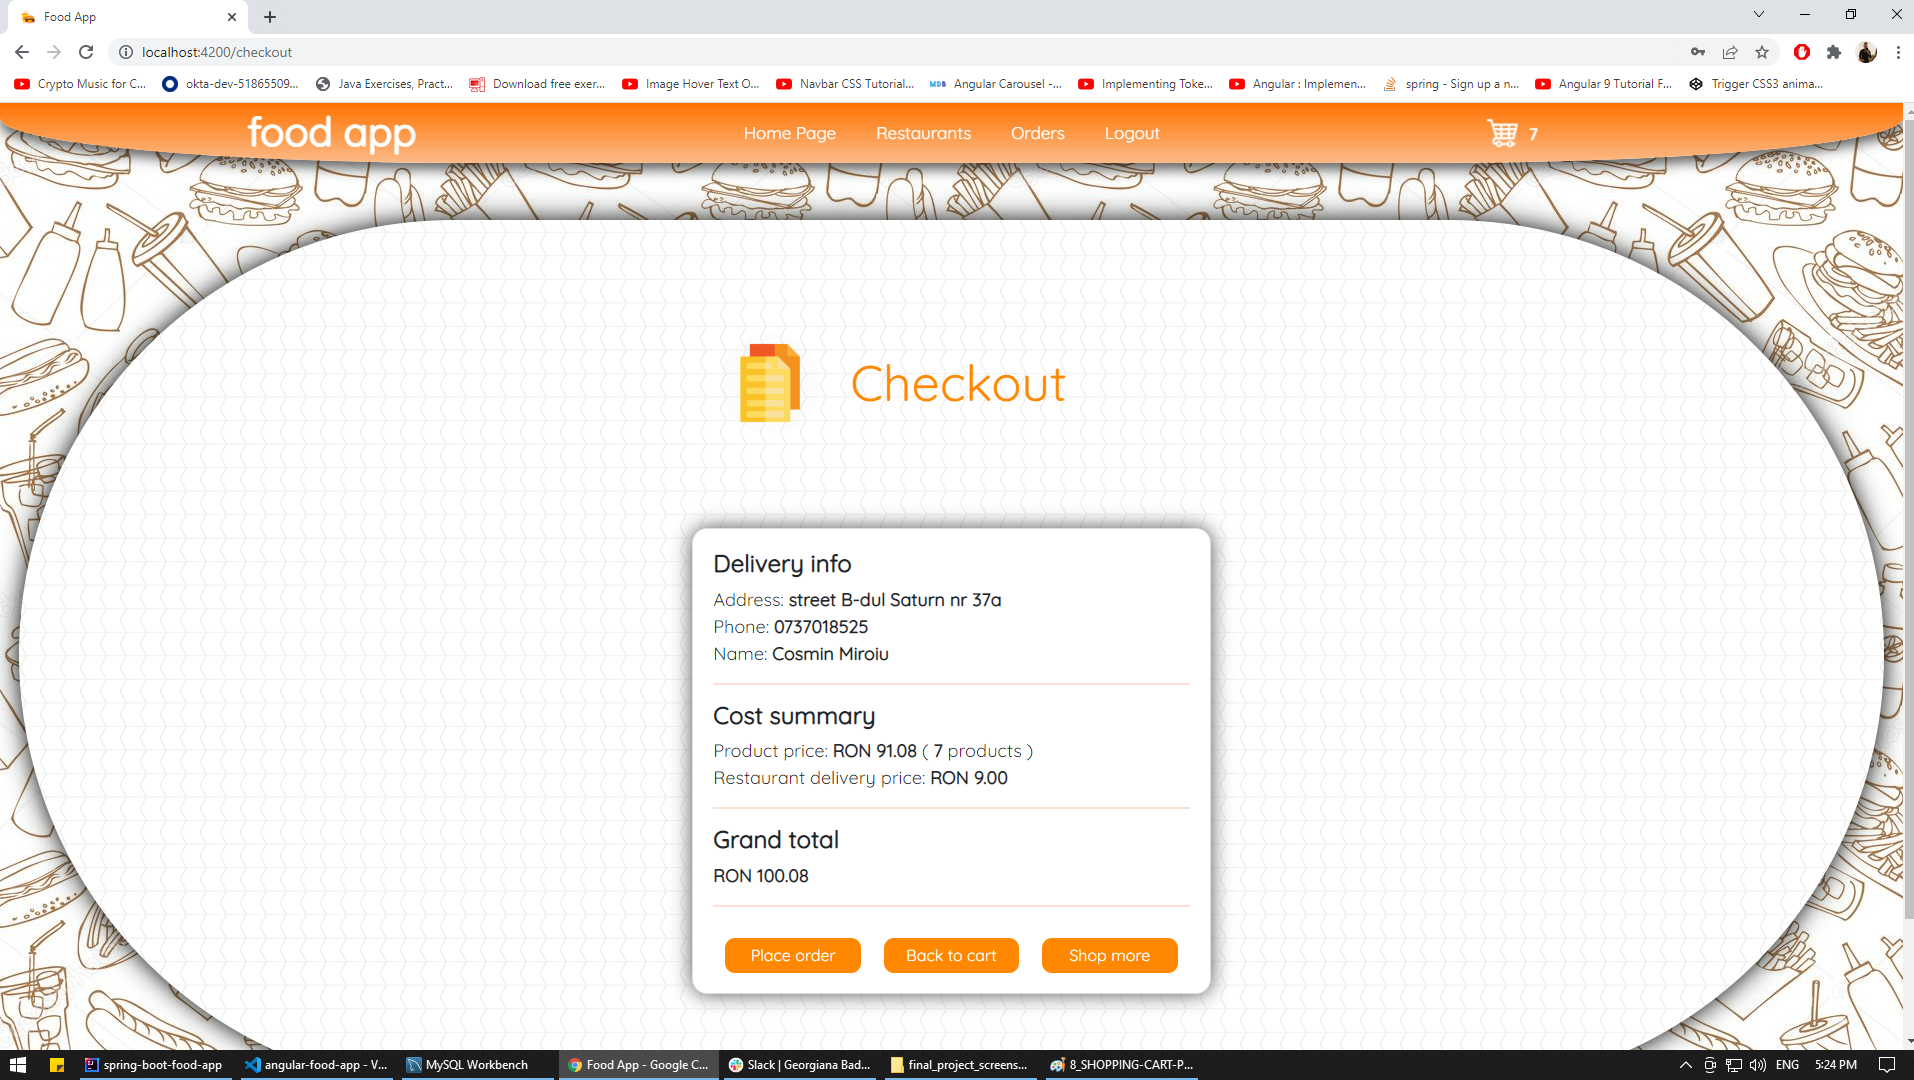 Food App
localhost:4200/checkout
Crypto Music for C...
okta-dev-51865509...
Java Exercises, Pract...
Download free exer...
Image Hover Text O...
Navbar CSS Tutorial...
MDB
Angular Carousel -...
Implementing Toke...
Angular : Implemen...
spring - Sign up a n...
Angular 9 Tutorial F...
Trigger CSS3 anima...
food app
Home Page
Restaurants
Orders
Logout
7
Checkout
Delivery info
Address: street B-dul Saturn nr 37a
Phone: 0737018525
Name: Cosmin Miroiu
Cost summary
Product price: RON 91.08 ( 7 products )
Restaurant delivery price: RON 9.00
Grand total
RON 100.08
Place order
Back to cart
Shop more
spring-boot-food-app
angular-food-app - V...
MySQL Workbench
Food App - Google C...
Slack | Georgiana Bad...
final_project_screens...
8_SHOPPING-CART-P...
ENG
5:24 PM